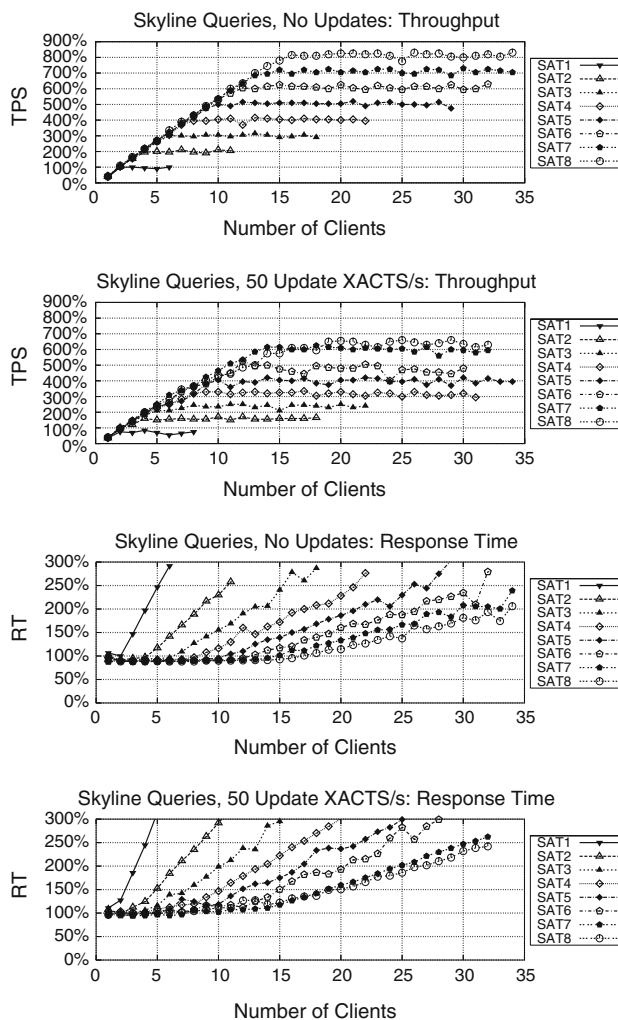 Skyline Queries, No Updates: Throughput
TPS
900%
800%
700%
600%
500%
400%
300%
200%
100%
0%
0 5 10 15 20 25 30 35
Number of Clients
SAT1
SAT2
SAT3
SAT4
SAT5
SAT6
SAT7
SAT8
Skyline Queries, 50 Update XACTS/s: Throughput
TPS
900%
800%
700%
600%
500%
400%
300%
200%
100%
0%
0 5 10 15 20 25 30 35
Number of Clients
SAT1
SAT2
SAT3
SAT4
SAT5
SAT6
SAT7
SAT8
Skyline Queries, No Updates: Response Time
RT
300%
250%
200%
150%
100%
50%
0%
0 5 10 15 20 25 30 35
Number of Clients
SAT1
SAT2
SAT3
SAT4
SAT5
SAT6
SAT7
SAT8
Skyline Queries, 50 Update XACTS/s: Response Time
RT
300%
250%
200%
150%
100%
50%
0%
0 5 10 15 20 25 30 35
Number of Clients
SAT1
SAT2
SAT3
SAT4
SAT5
SAT6
SAT7
SAT8